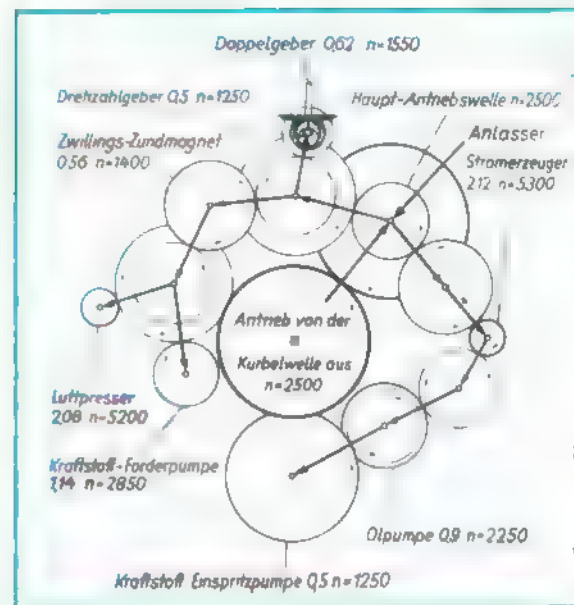 Doppelgeber 0,62 n=1550
Drehzahlgeber 0,5 n=1250
Haupt-Antriebswelle n=2500
Zwillings-Zündmagnet
0,56 n=1400
Anlasser
Stromerzeuger
2,12 n=5300
Antrieb von der
Kurbelwelle aus
n=2500
Luftpresser
2,08 n=5200
Kraftstoff-Förderpumpe
1,14 n=2850
Ölpumpe 0,9 n=2250
Kraftstoff Einspritzpumpe 0,5 n=1250